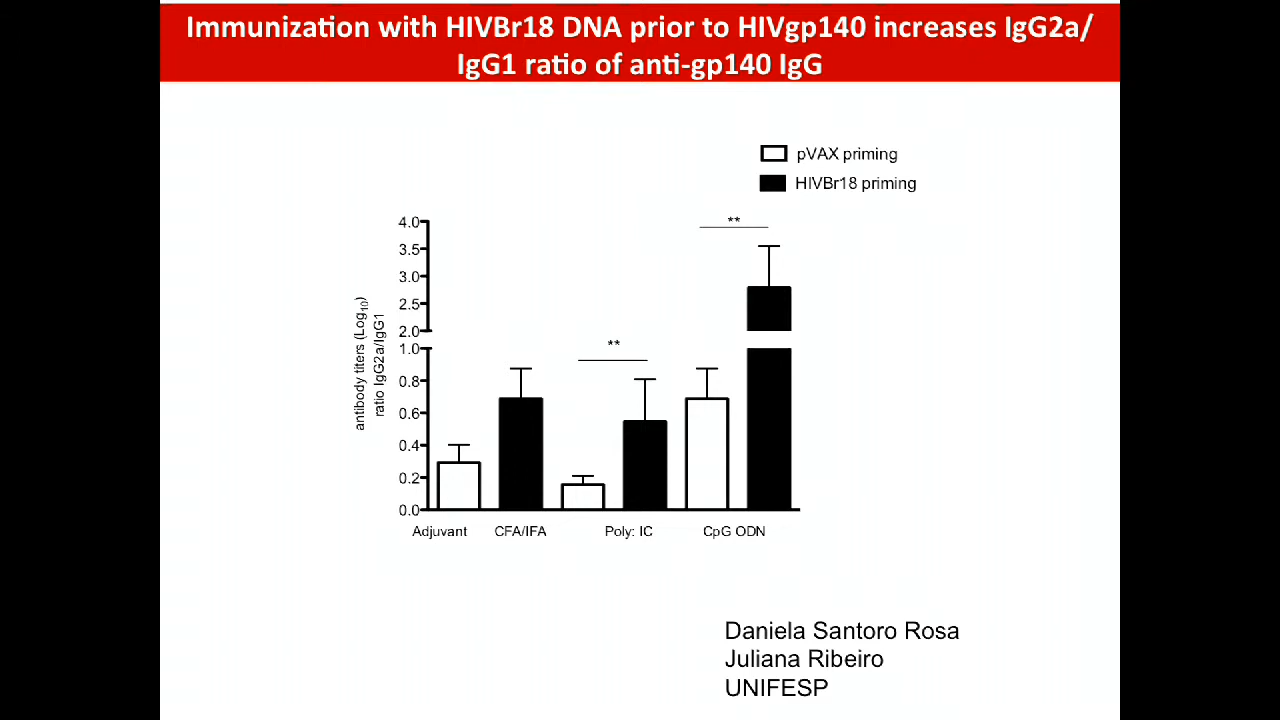 Immunization with HIVBr18 DNA prior to HIVgp140 increases IgG2a/
IgG1 ratio of anti-gp140 IgG
pVAX priming
HIVBr18 priming
**
**
4.0
3.5
3.0
2.5
2.0
1.0
0.8
0.6
0.4
0.2
0.0
antibody titers (Log10)
ratio IgG2a/IgG1
Adjuvant CFA/IFA Poly: IC CpG ODN
Daniela Santoro Rosa
Juliana Ribeiro
UNIFESP